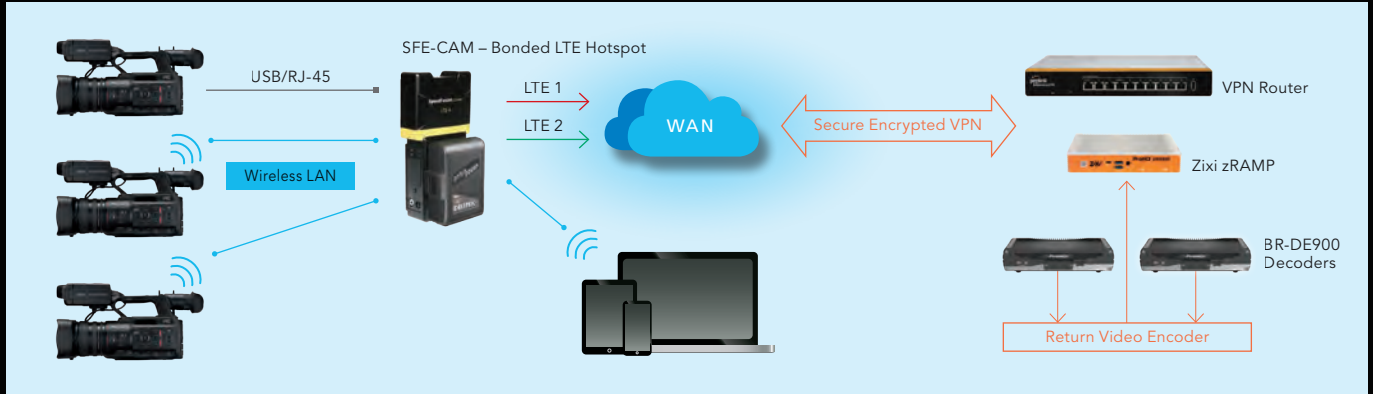 SFE-CAM – Bonded LTE Hotspot
USB/RJ-45
LTE 1
LTE 2
WAN
Wireless LAN
Secure Encrypted VPN
VPN Router
Zixi zRAMP
BR-DE900
Decoders
Return Video Encoder